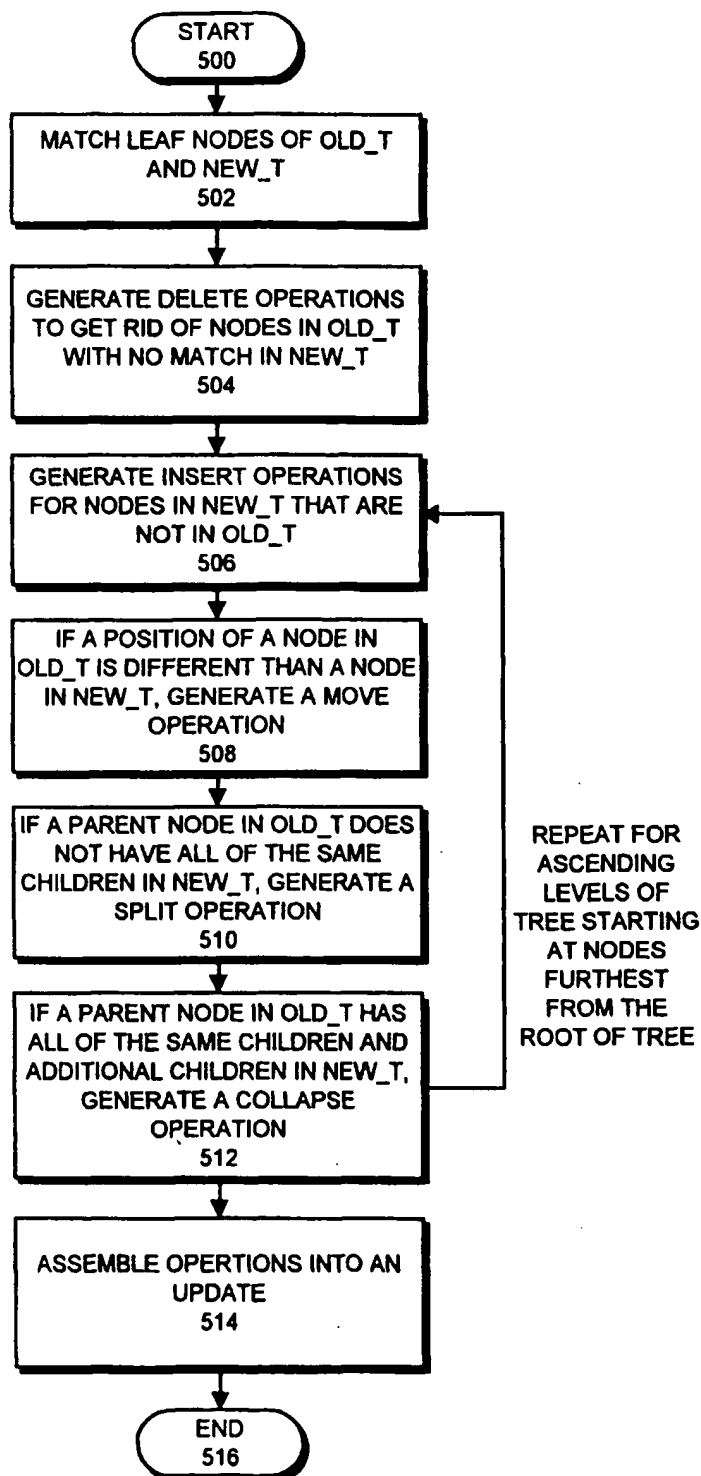 START
500
MATCH LEAF NODES OF OLD_T
AND NEW_T
502
GENERATE DELETE OPERATIONS
TO GET RID OF NODES IN OLD_T
WITH NO MATCH IN NEW_T
504
GENERATE INSERT OPERATIONS
FOR NODES IN NEW_T THAT ARE
NOT IN OLD_T
506
IF A POSITION OF A NODE IN
OLD_T IS DIFFERENT THAN A NODE
IN NEW_T, GENERATE A MOVE
OPERATION
508
IF A PARENT NODE IN OLD_T DOES
NOT HAVE ALL OF THE SAME
CHILDREN IN NEW_T, GENERATE A
SPLIT OPERATION
510
IF A PARENT NODE IN OLD_T HAS
ALL OF THE SAME CHILDREN AND
ADDITIONAL CHILDREN IN NEW_T,
GENERATE A COLLAPSE
OPERATION
512
REPEAT FOR
ASCENDING
LEVELS OF
TREE STARTING
AT NODES
FURTHEST
FROM THE
ROOT OF TREE
ASSEMBLE OPERTIONS INTO AN
UPDATE
514
END
516